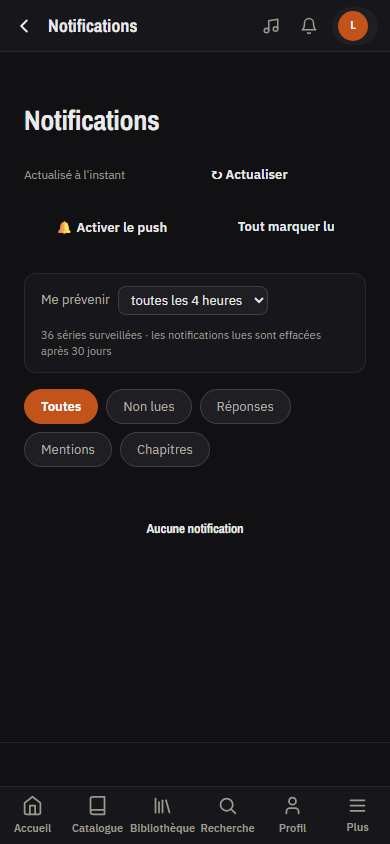 Notifications
L
Notifications
Actualisé à l'instant
↻ Actualiser
🔔 Activer le push
Tout marquer lu
Me prévenir toutes les 4 heures
36 séries surveillées · les notifications lues sont effacées
après 30 jours
Toutes
Non lues
Réponses
Mentions
Chapitres
Aucune notification
Accueil
Catalogue
Bibliothèque
Recherche
Profil
Plus